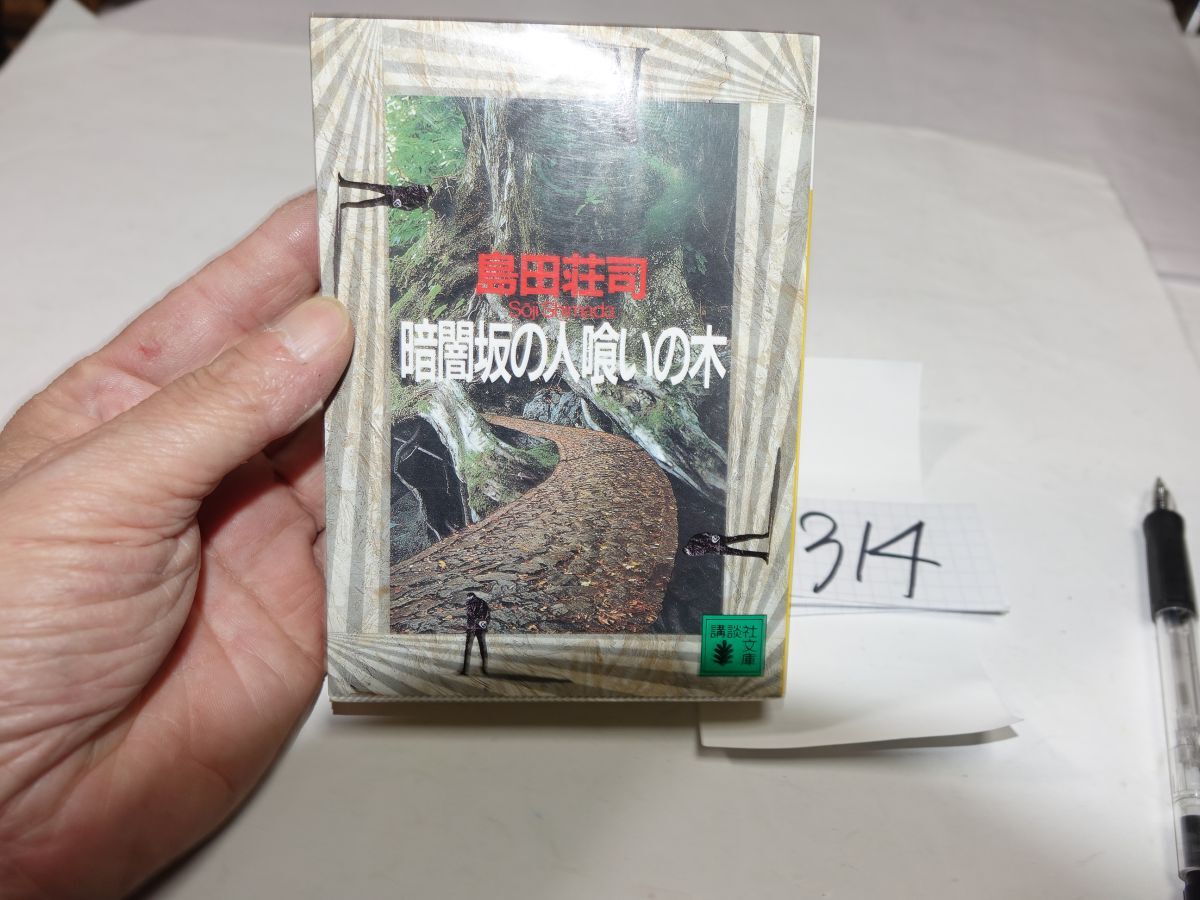 島田荘司
Sōji Shimada
暗闇坂の人喰いの木
314
講談社
文庫